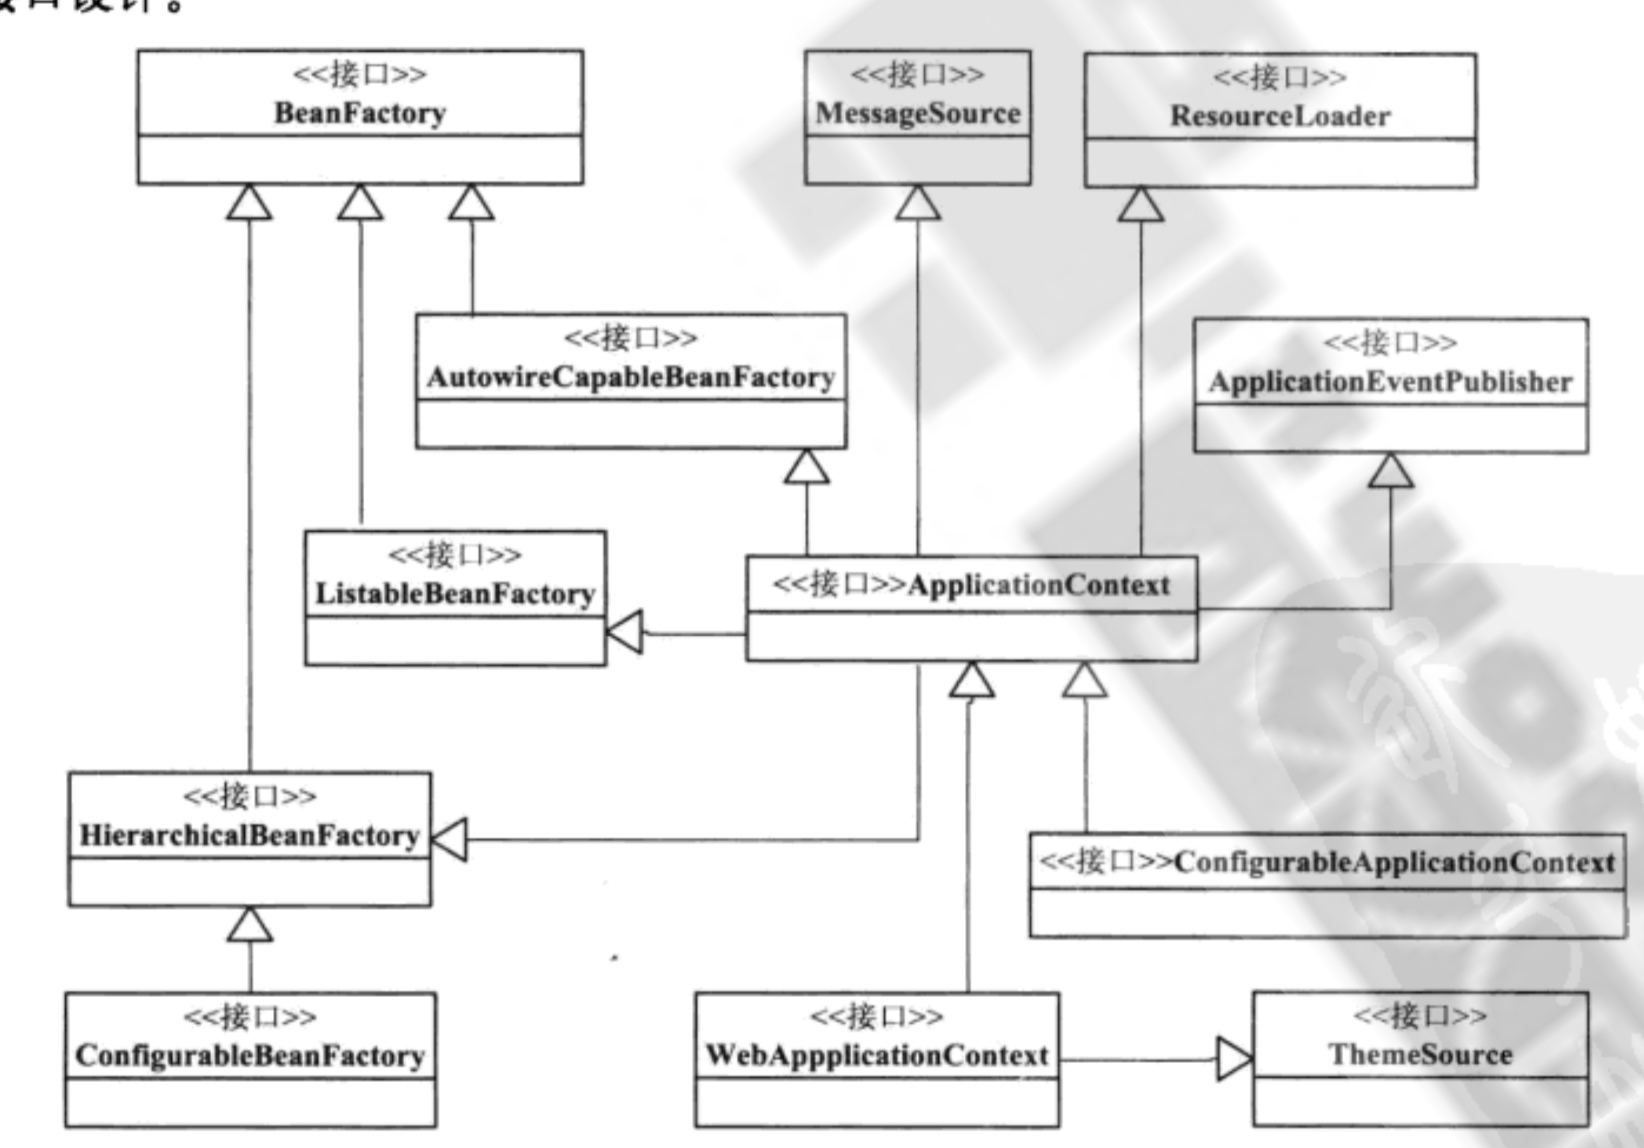 接口设计。
<<接口>>
BeanFactory
<<接口>>
MessageSource
<<接口>>
ResourceLoader
<<接口>>
AutowireCapableBeanFactory
<<接口>>
ApplicationEventPublisher
<<接口>>
ListableBeanFactory
<<接口>>ApplicationContext
<<接口>>
HierarchicalBeanFactory
<<接口>>ConfigurableApplicationContext
<<接口>>
ConfigurableBeanFactory
<<接口>>
WebAppplicationContext
<<接口>>
ThemeSource